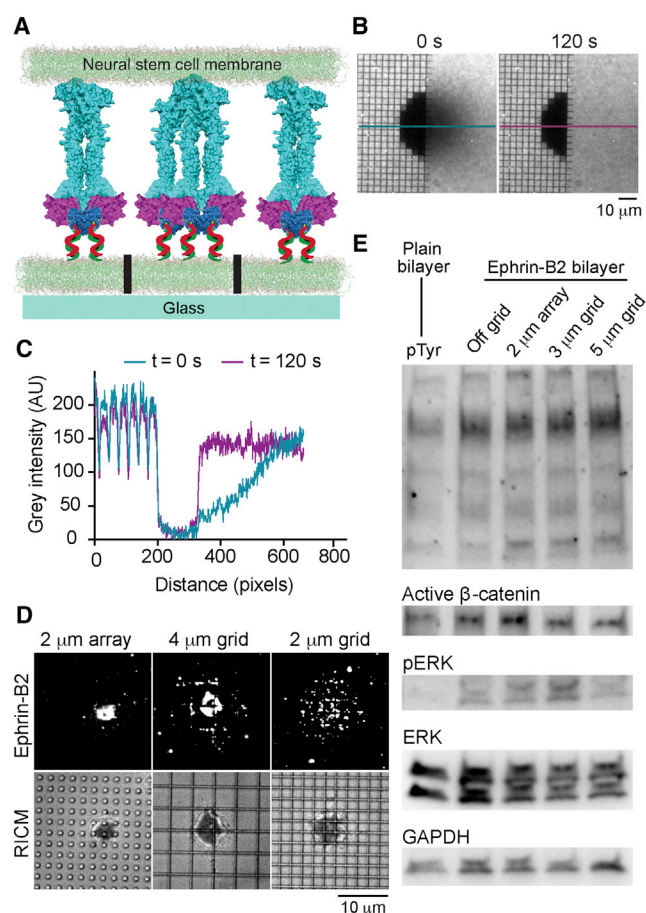 A
Neural stem cell membrane
Glass
B
0 s
120 s
10 μm
C
t = 0 s
t = 120 s
Grey intensity (AU)
200
150
100
50
0
0
200
400
600
800
Distance (pixels)
D
2 μm array
4 μm grid
2 μm grid
Ephrin-B2
RICM
10 μm
E
Plain
bilayer
Ephrin-B2 bilayer
pTyr
Off grid
2 μm array
3 μm grid
5 μm grid
Active β-catenin
pERK
ERK
GAPDH